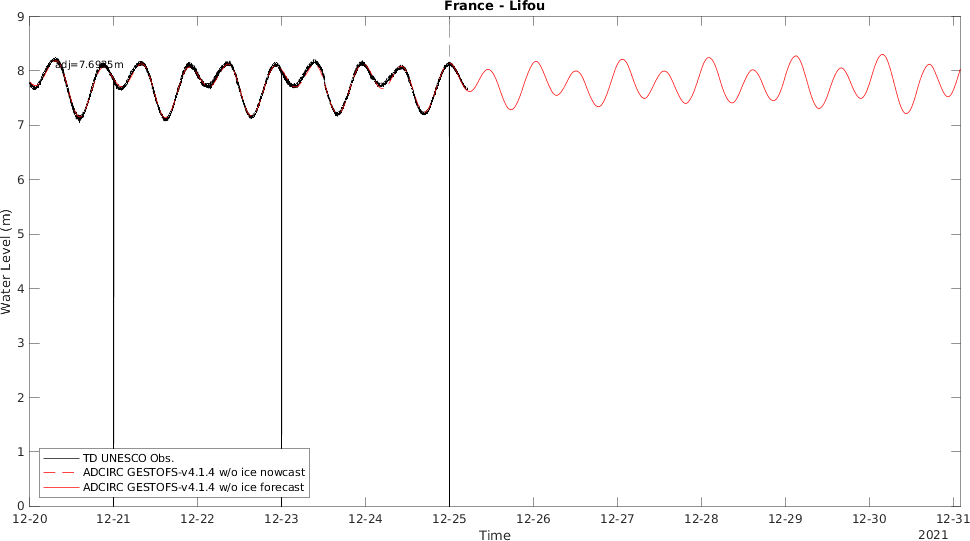 France - Lifou
adj=7.6985m
Water Level (m)
9
8
7
6
5
4
3
2
1
0
TD UNESCO Obs.
ADCIRC GESTOFS-v4.1.4 w/o ice nowcast
ADCIRC GESTOFS-v4.1.4 w/o ice forecast
12-20 12-21 12-22 12-23 12-24 12-25 12-26 12-27 12-28 12-29 12-30 12-31
Time
2021